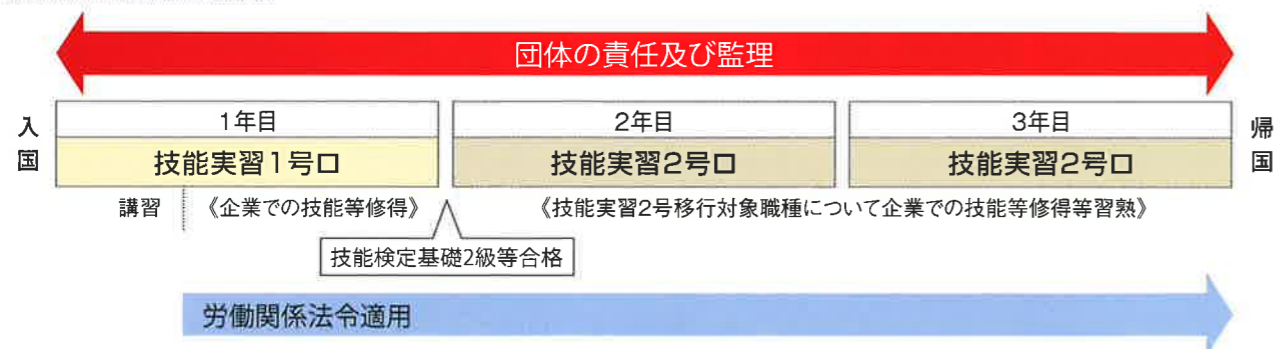 団体の責任及び監理
入国
1年目
2年目
3年目
帰国
技能実習1号ロ
技能実習2号ロ
技能実習2号ロ
講習
《企業での技能等修得》
《技能実習2号移行対象職種について企業での技能等修得等習熟》
技能検定基礎2級等合格
労働関係法令適用